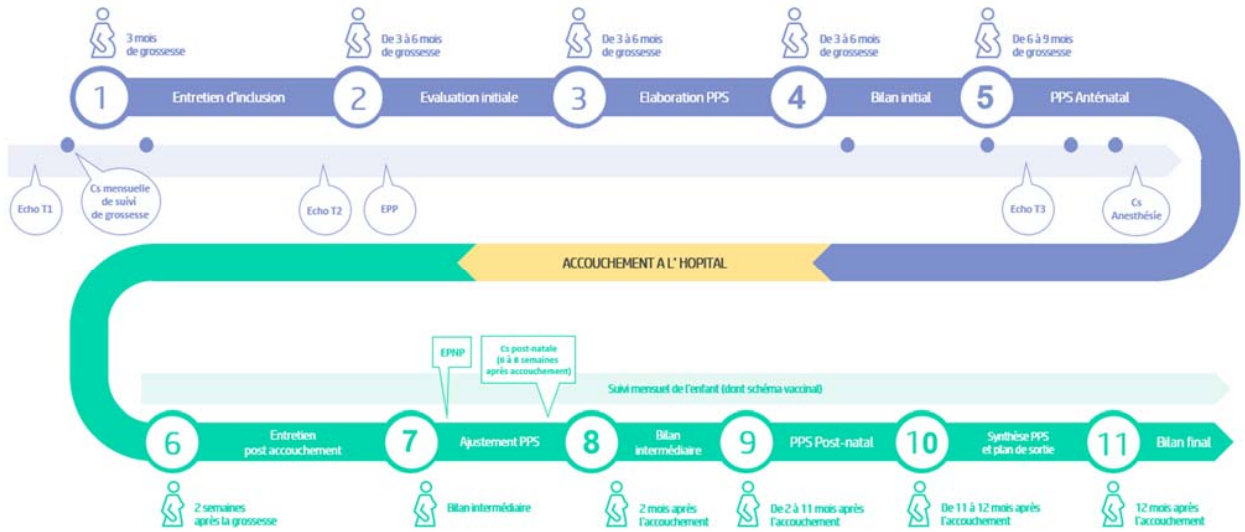 3 mois
de grossesse
De 3 à 6 mois
de grossesse
De 3 à 6 mois
de grossesse
De 3 à 6 mois
de grossesse
De 6 à 9 mois
de grossesse
1 Entretien d'inclusion 2 Evaluation initiale 3 Elaboration PPS 4 Bilan initial 5 PPS Anténatal
Echo T1
Cs mensuelle
de suivi
de grossesse
Echo T2
EPP
Echo T3
Cs
Anesthésie
ACCOUCHEMENT A L' HOPITAL
EPNP
Cs post-natale
(6 à 8 semaines
après accouchement)
Suivi mensuel de l'enfant (dont schéma vaccinal)
6
Entretien
post accouchement
7
Ajustement PPS
8
Bilan
intermédiaire
9
PPS Post-natal
10
Synthèse PPS
et plan de sortie
11
Bilan final
2 semaines
après la grossesse
Bilan intermédiaire
2 mois après
l'accouchement
De 2 à 11 mois après
l'accouchement
De 11 à 12 mois après
l'accouchement
12 mois après
l'accouchement